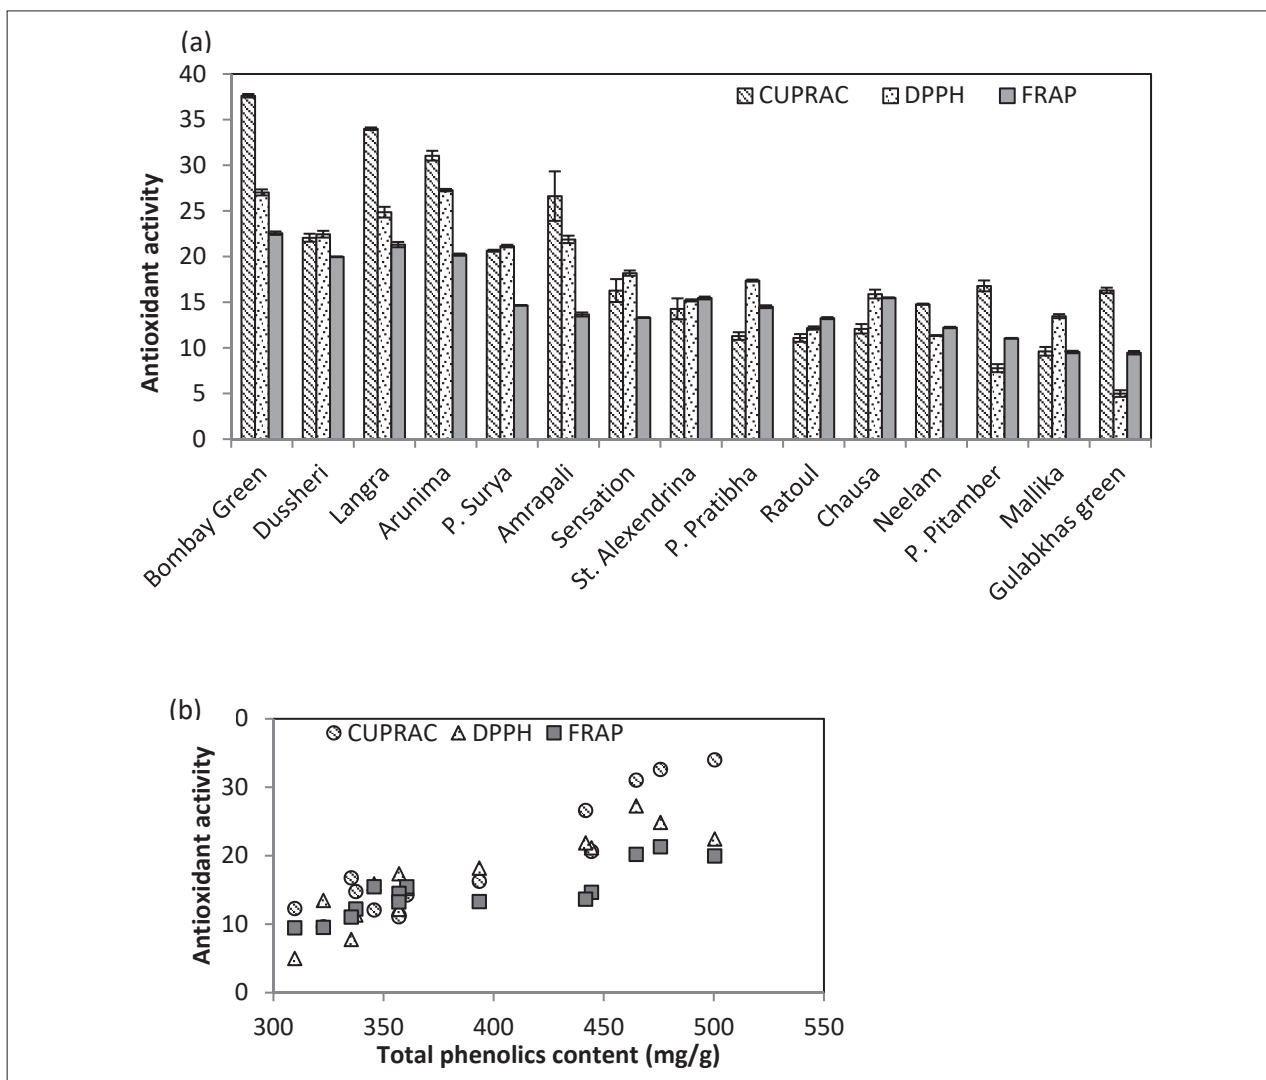 (a)
40
35
30
25
20
15
10
5
0
Antioxidant activity
CUPRAC DPPH FRAP
Bombay Green
Dussheri
Langra
Arunima
P. Surya
Amrapali
Sensation
St. Alexendrina
P. Pratibha
Ratoul
Chausa
Neelam
P. Pitamber
Mallika
Gulabkhas green
(b)
0
30
20
10
0
Antioxidant activity
CUPRAC DPPH FRAP
300 350 400 450 500 550
Total phenolics content (mg/g)